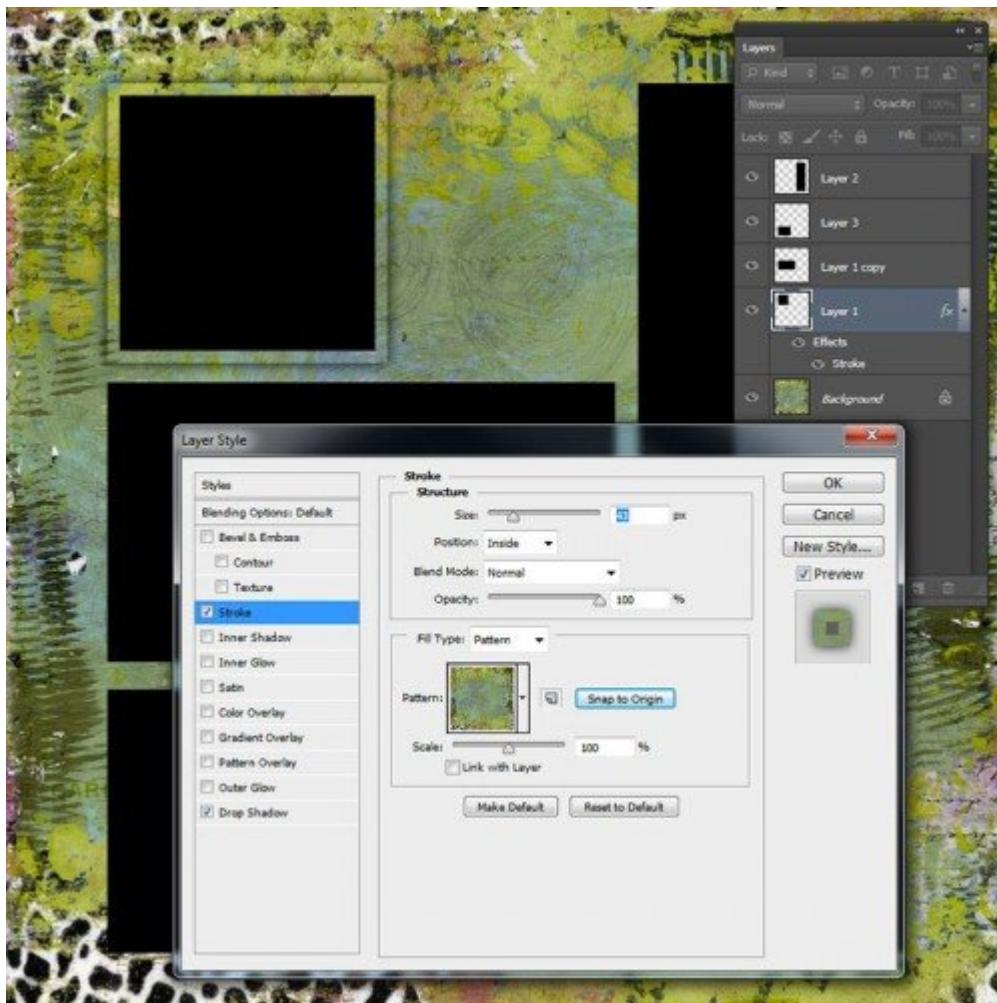 Layers
Kind
Normal
Opacity: 100%
Lock:
Fill: 100%
Layer 2
Layer 3
Layer 1 copy
Layer 1
fx
Effects
Stroke
Background
Layer Style
Styles
Blending Options: Default
Bevel & Emboss
Contour
Texture
Stroke
Inner Shadow
Inner Glow
Satin
Color Overlay
Gradient Overlay
Pattern Overlay
Outer Glow
Drop Shadow
Stroke
Structure
Size:
px
Position: Inside
Blend Mode: Normal
Opacity: 100 %
Fill Type: Pattern
Pattern:
Snap to Origin
Scale: 100 %
Link with Layer
Make Default
Reset to Default
OK
Cancel
New Style...
Preview